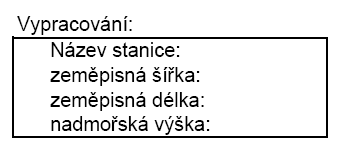 Vypracování:
Název stanice:
zeměpisná šířka:
zeměpisná délka:
nadmořská výška: